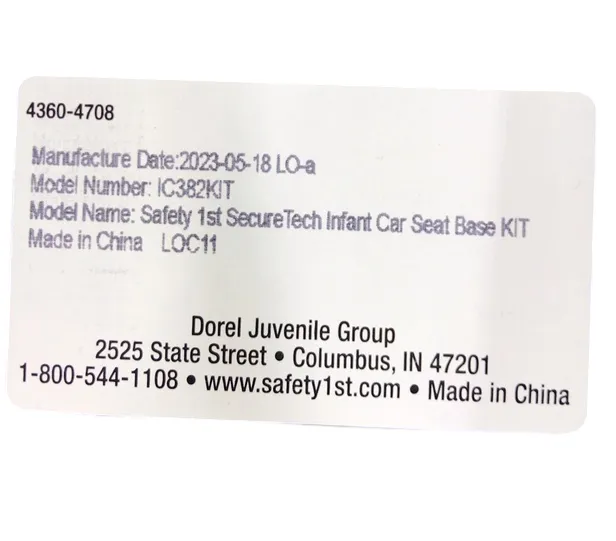 4360-4708
Manufacture Date:2023-05-18 LO-a
Model Number: IC382KIT
Model Name: Safety 1st SecureTech Infant Car Seat Base KIT
Made in China LOC11
Dorel Juvenile Group
2525 State Street • Columbus, IN 47201
1-800-544-1108 • www.safety1st.com • Made in China